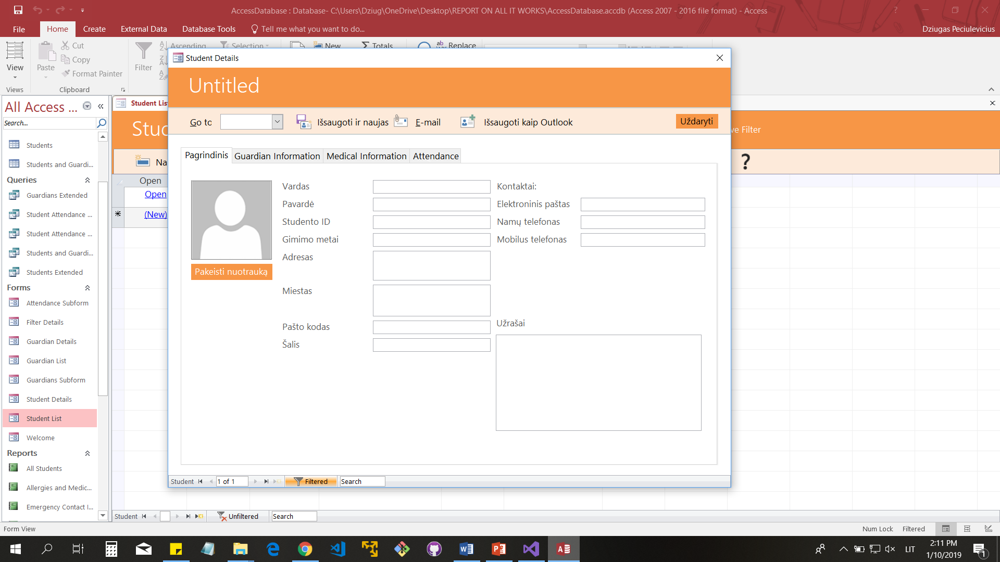 AccessDatabase : Database- C:\Users\Dziug\OneDrive\Desktop\REPORT ON ALL IT WORKS\AccessDatabase.accdb (Access 2007 - 2016 file format) - Access
File Home Create External Data Database Tools Tell me what you want to do... Dziugas Peciulevicius
View
Views
Paste
Cut
Copy
Format Painter
Clipboard
Filter
Ascending
Selection
New
Totals
Replace
All Access ...
Search...
Students
Students and Guardi...
Queries
Guardians Extended
Student Attendance ...
Student Attendance ...
Students and Guardi...
Students Extended
Forms
Attendance Subform
Filter Details
Guardian Details
Guardian List
Guardians Subform
Student Details
Student List
Welcome
Reports
All Students
Allergies and Medic...
Emergency Contact I...
Student Lis
Stud
ve Filter
Na
?
Open
Open
(New)
Student Details
Untitled
Go to
Išsaugoti ir naujas
E-mail
Išsaugoti kaip Outlook
Uždaryti
Pagrindinis Guardian Information Medical Information Attendance
Pakeisti nuotrauką
Vardas
Pavardė
Studento ID
Gimimo metai
Adresas
Miestas
Pašto kodas
Šalis
Kontaktai:
Elektroninis paštas
Namų telefonas
Mobilus telefonas
Užrašai
Student 1 of 1 Filtered Search
Student Unfiltered Search
Form View Num Lock Filtered
LIT
2:11 PM
1/10/2019
1